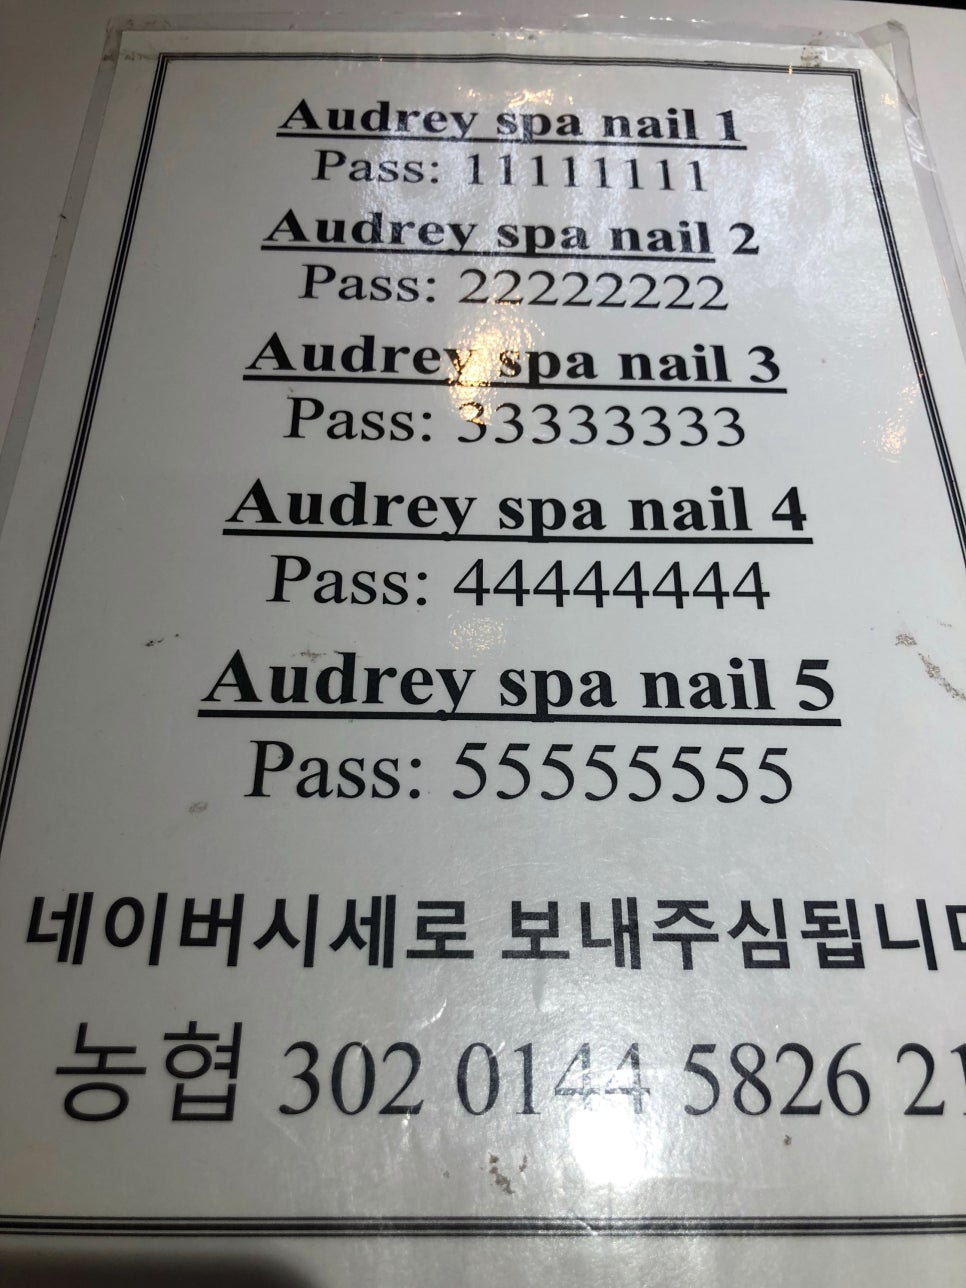 Audrey spa nail 1
Pass: 11111111
Audrey spa nail 2
Pass: 22222222
Audrey spa nail 3
Pass: 33333333
Audrey spa nail 4
Pass: 44444444
Audrey spa nail 5
Pass: 55555555
네이버시세로 보내주심됩니다
농협 302 0144 5826 21